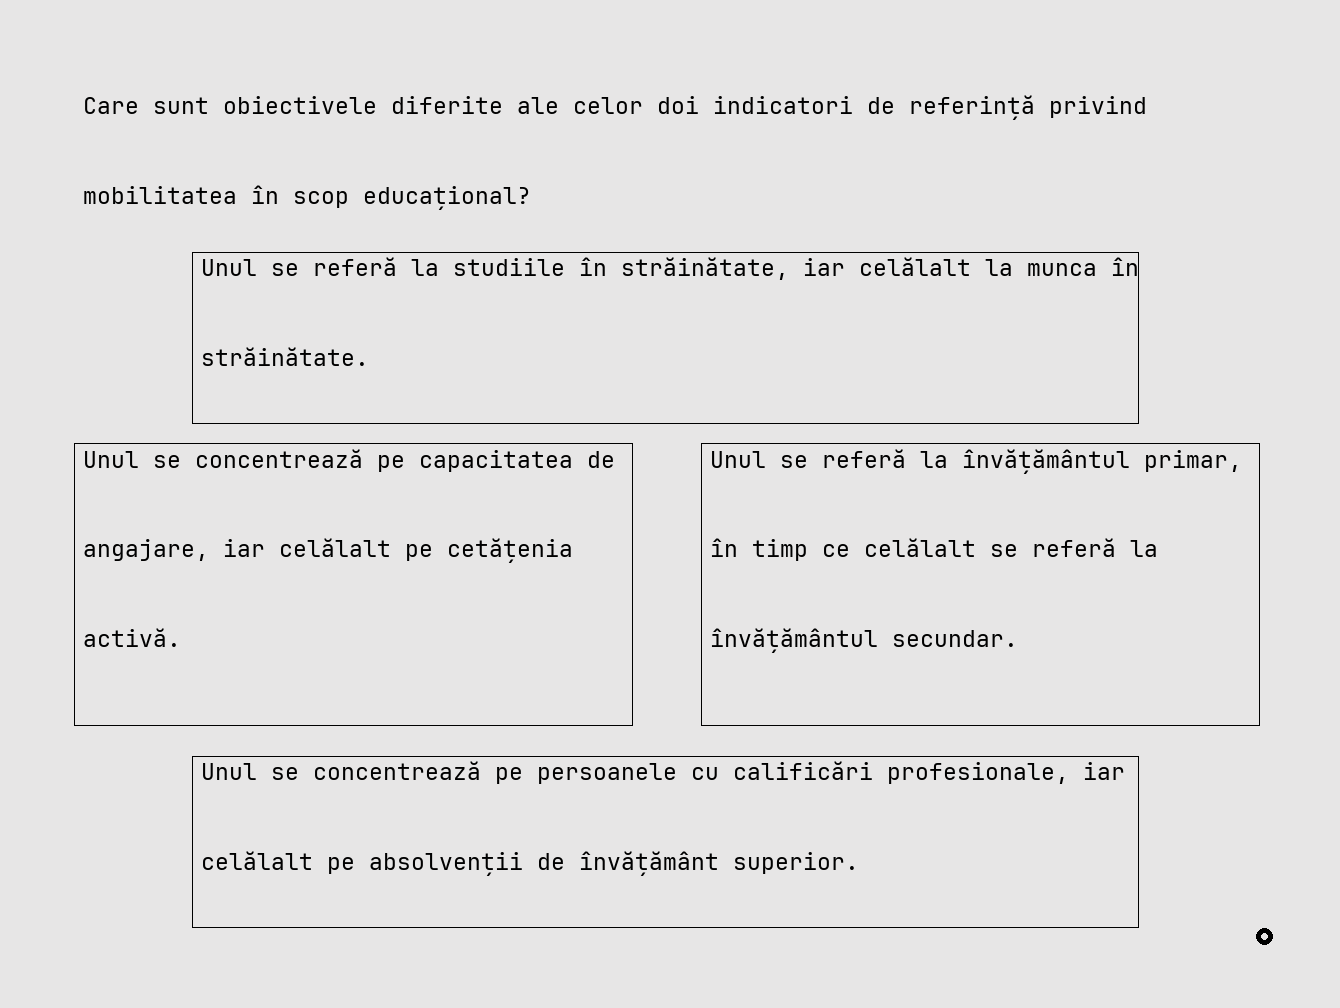 Care sunt obiectivele diferite ale celor doi indicatori de referință privind
mobilitatea în scop educațional?
Unul se referă la studiile în străinătate, iar celălalt la munca în
străinătate.
Unul se concentrează pe capacitatea de
angajare, iar celălalt pe cetățenia
activă.
Unul se referă la învățământul primar,
în timp ce celălalt se referă la
învățământul secundar.
Unul se concentrează pe persoanele cu calificări profesionale, iar
celălalt pe absolvenții de învățământ superior.